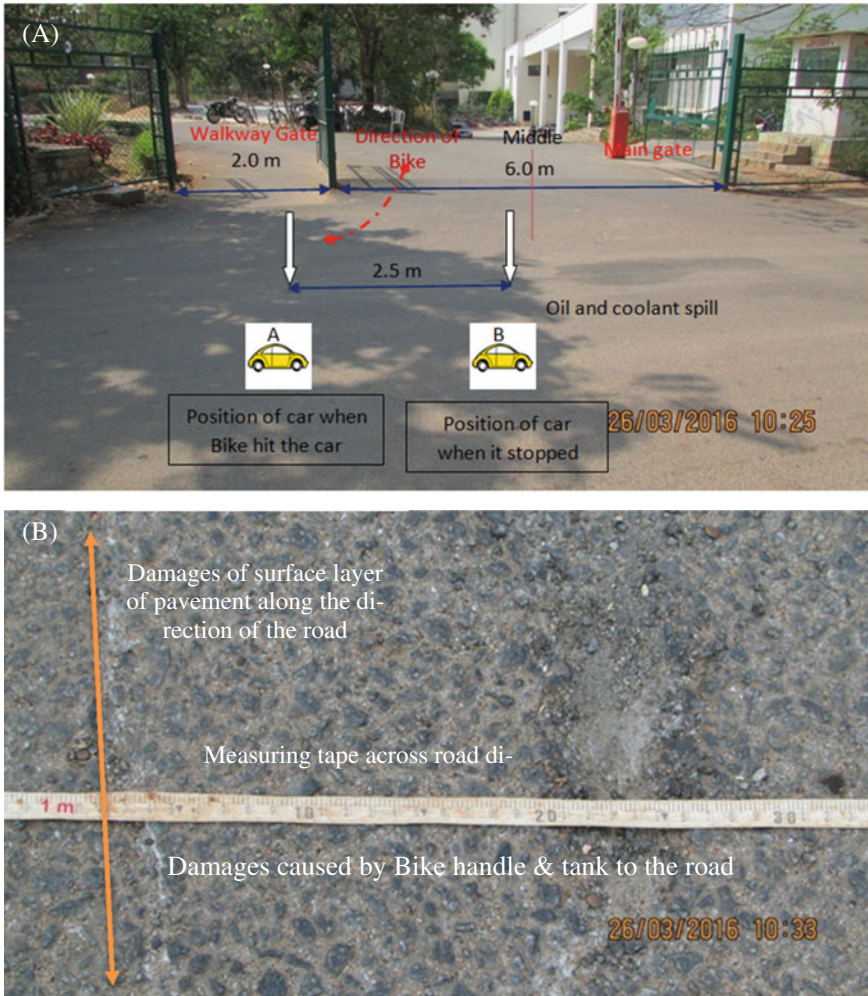 (A)
Walkway Gate
2.0 m
Direction of
Bike
Middle
6.0 m
Main gate
2.5 m
Oil and coolant spill
A
B
Position of car when
Bike hit the car
Position of car
when it stopped
26/03/2016 10:25
(B)
Damages of surface layer
of pavement along the di-
rection of the road
Measuring tape across road di-
1 m
10
20
30
Damages caused by Bike handle & tank to the road
26/03/2016 10:33